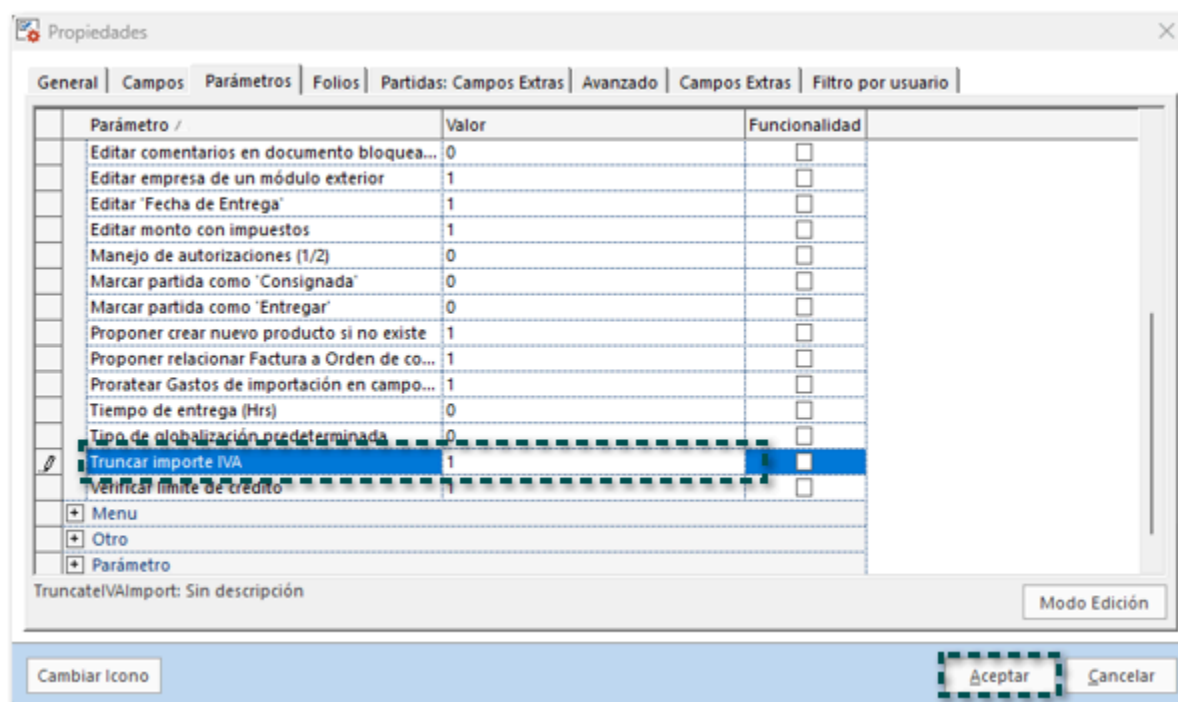 Propiedades
General Campos Parámetros Folios Partidas: Campos Extras Avanzado Campos Extras Filtro por usuario
Parámetro / Valor Funcionalidad
Editar comentarios en documento bloquea... 0
Editar empresa de un módulo exterior 1
Editar 'Fecha de Entrega' 1
Editar monto con impuestos 1
Manejo de autorizaciones (1/2) 0
Marcar partida como 'Consignada' 0
Marcar partida como 'Entregar' 0
Proponer crear nuevo producto si no existe 1
Proponer relacionar Factura a Orden de co... 1
Proratear Gastos de importación en campo... 1
Tiempo de entrega (Hrs) 0
Tipo de globalización predeterminada 0
Truncar importe IVA 1
Verificar limite de crédito 1
+ Menu
+ Otro
+ Parámetro
TruncateIVAImport: Sin descripción
Modo Edición
Cambiar Icono Aceptar Cancelar